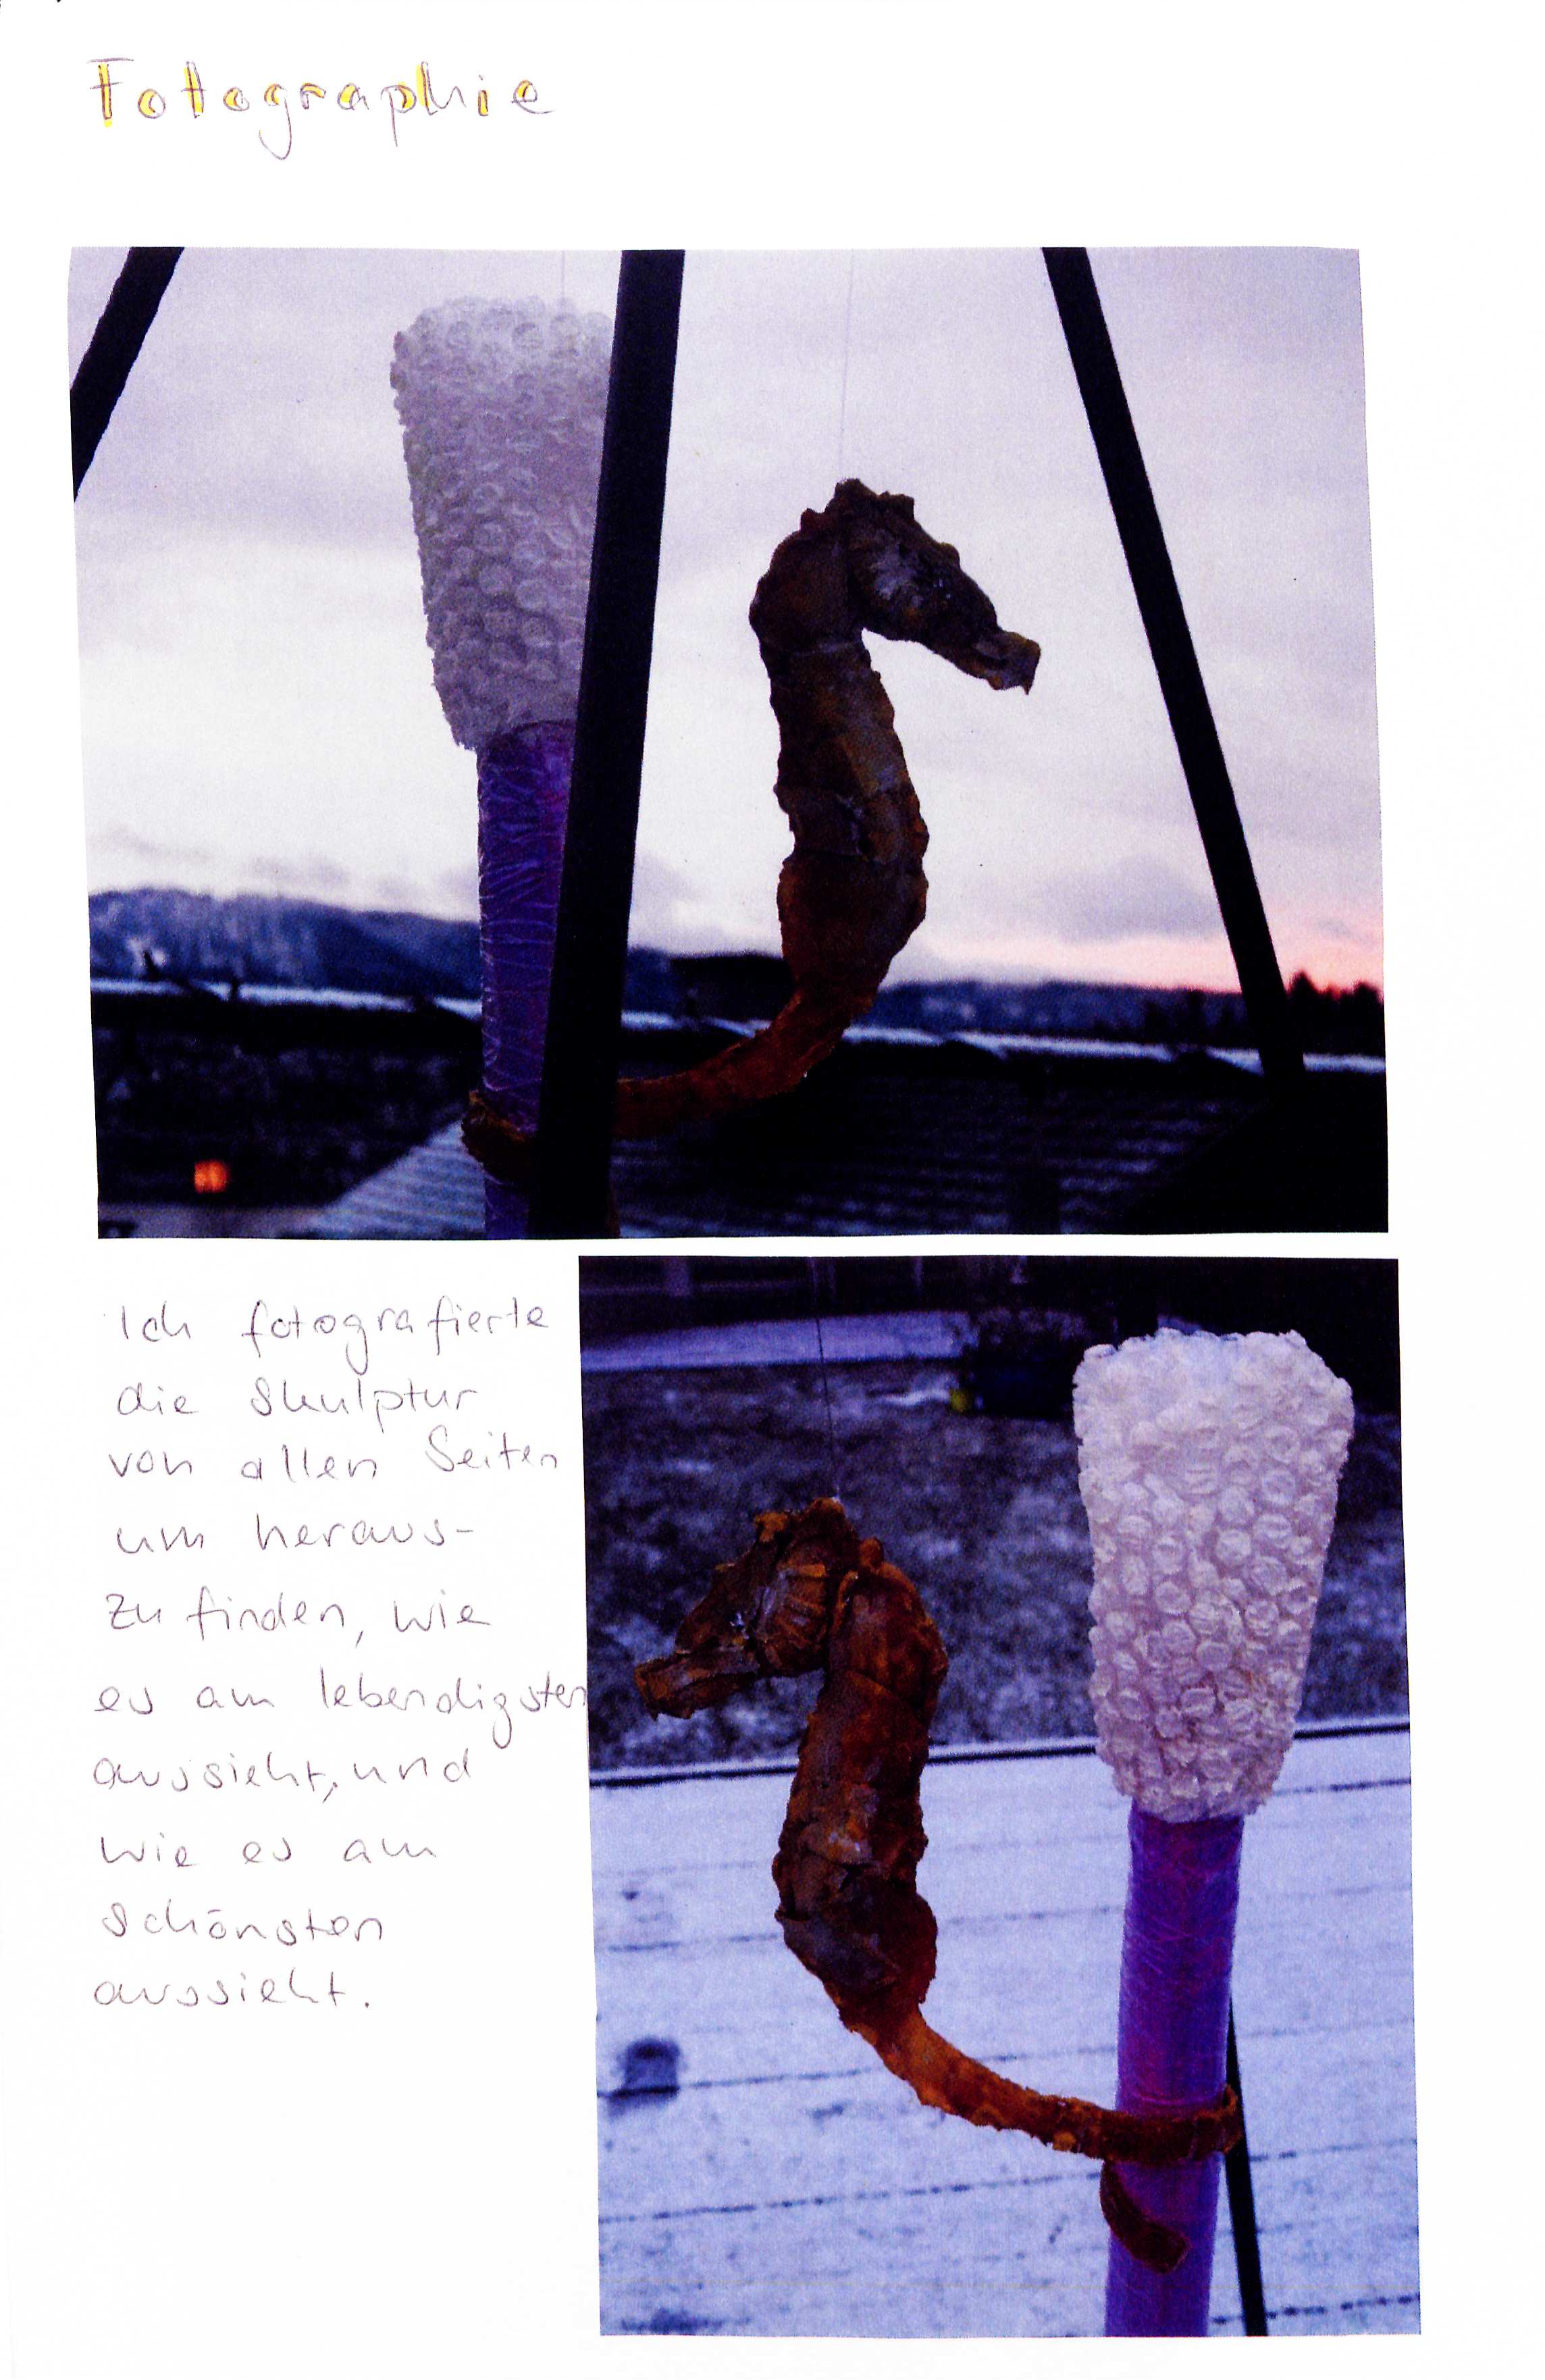 Fotographie
Ich fotografierte
die Skulptur
von allen Seiten
um heraus-
zu finden, wie
es am lebendigsten
aussieht, und
wie es am
schönsten
aussieht.